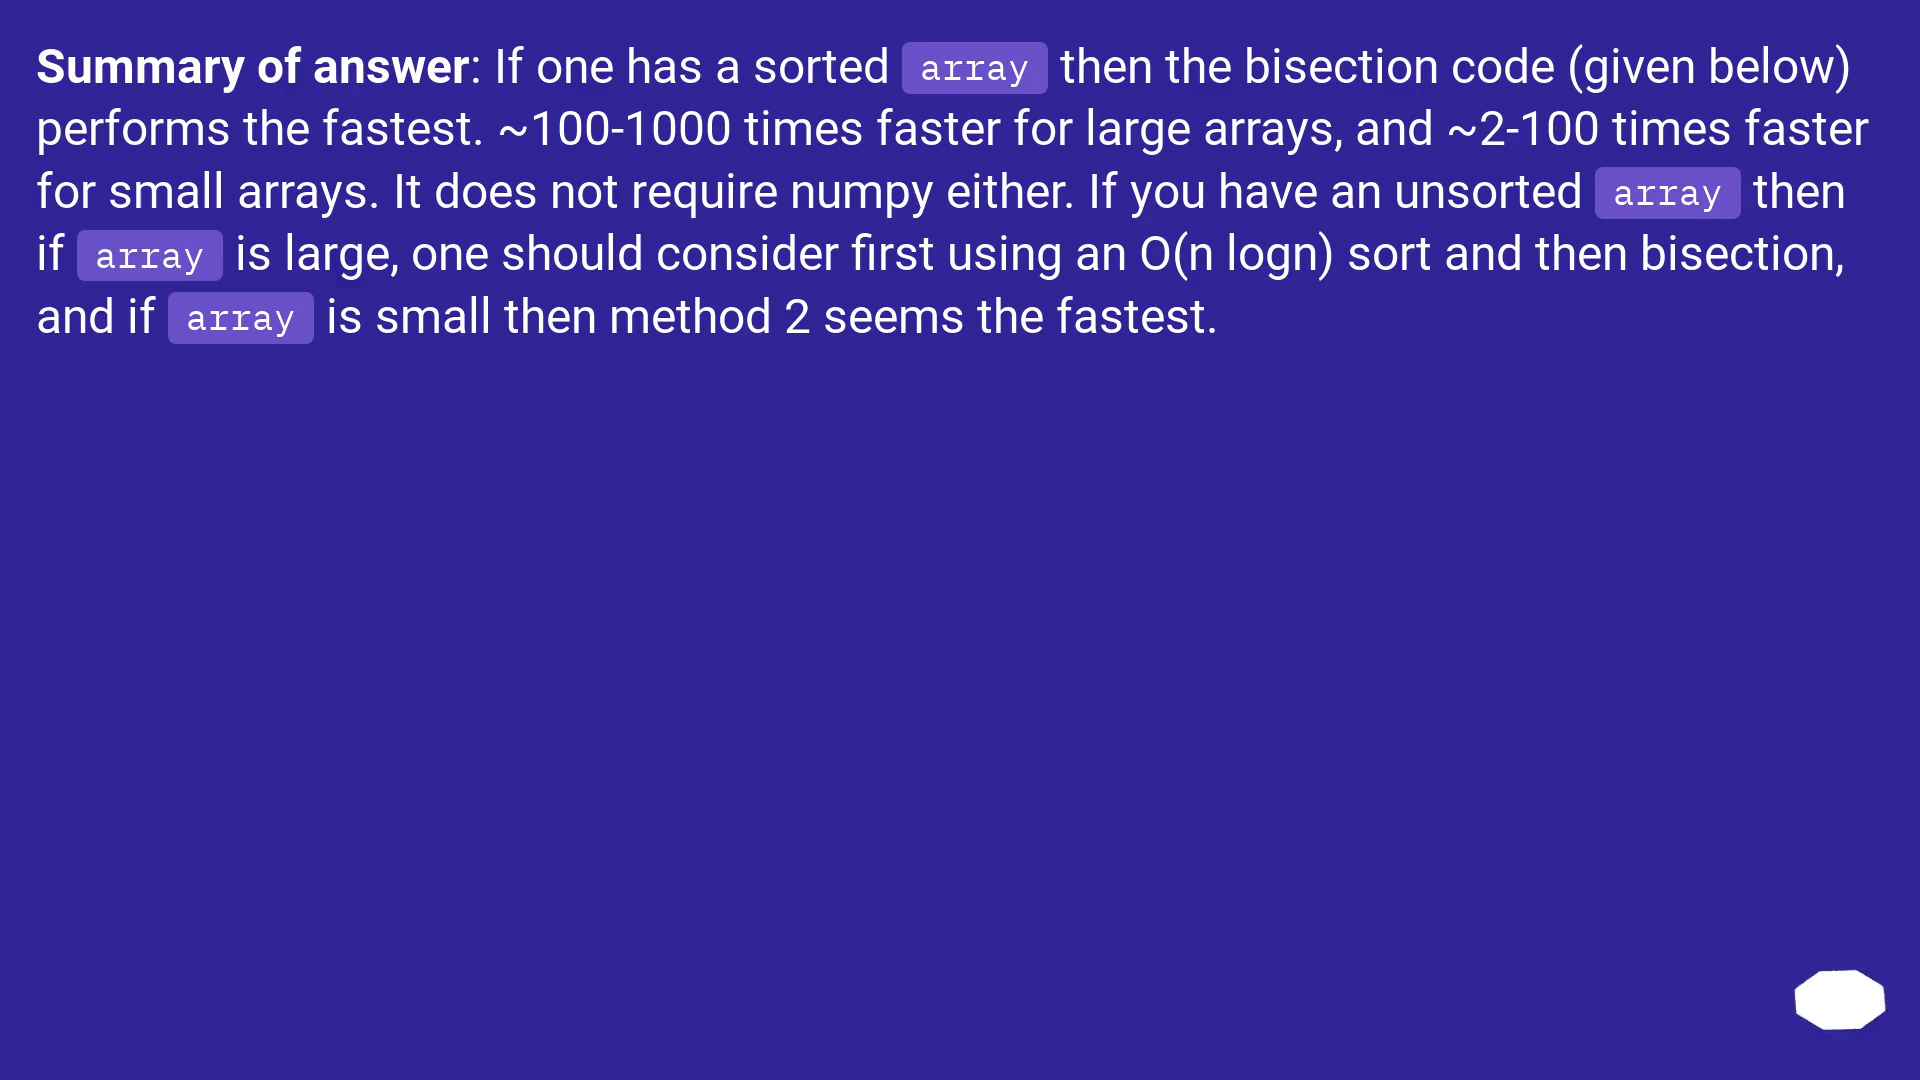 Summary of answer: If one has a sorted array then the bisection code (given below)
performs the fastest. ~100-1000 times faster for large arrays, and ~2-100 times faster
for small arrays. It does not require numpy either. If you have an unsorted array then
if array is large, one should consider first using an O(n logn) sort and then bisection,
and if array is small then method 2 seems the fastest.